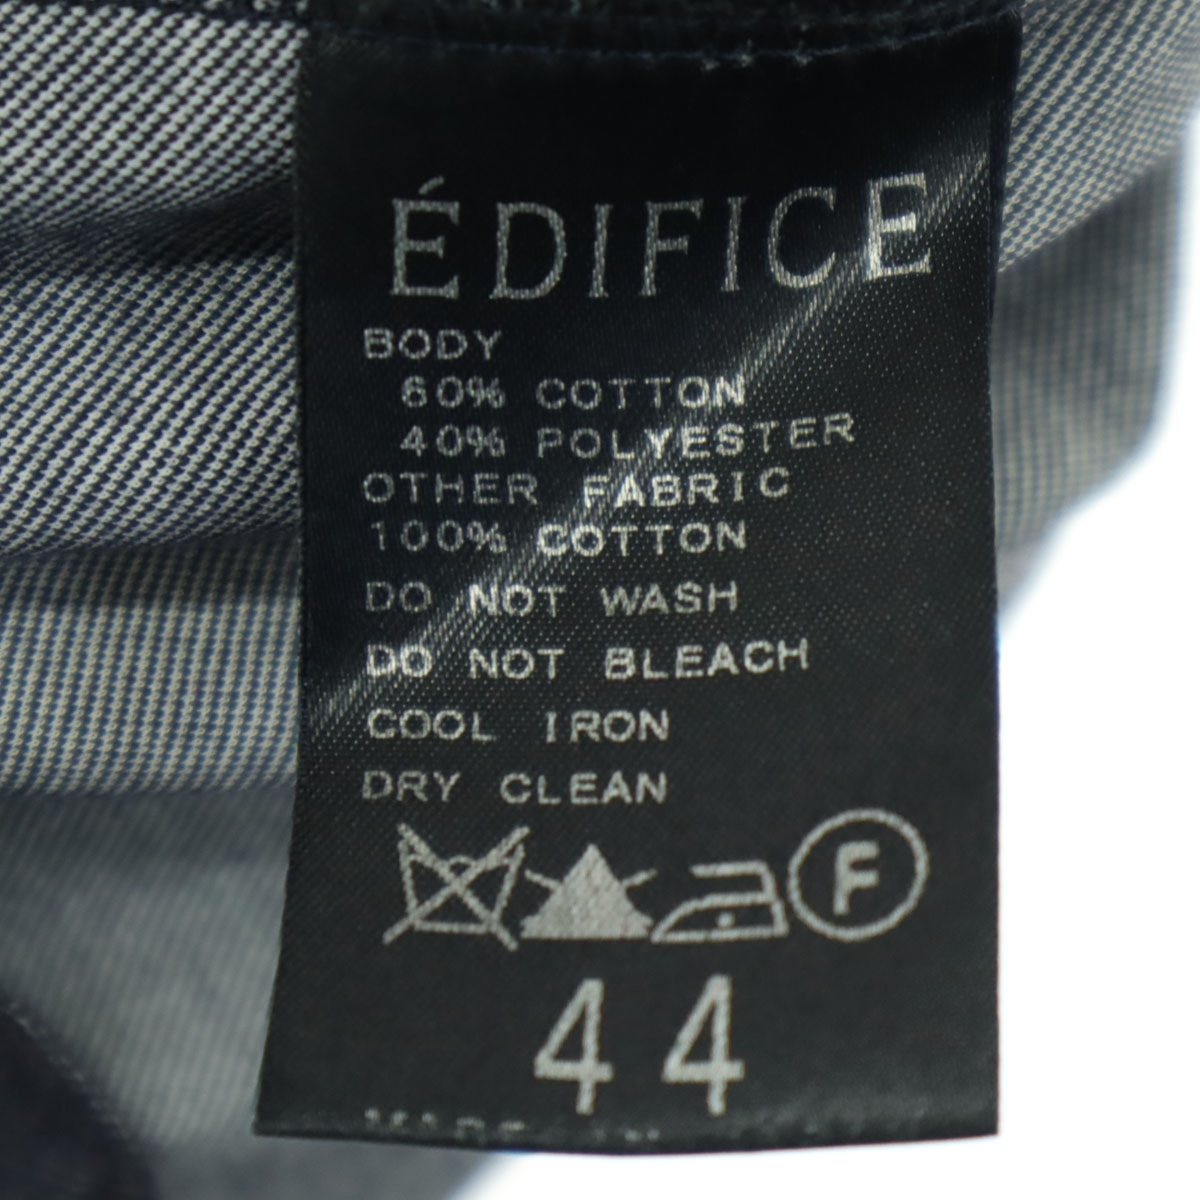 ÉDIFICE
BODY
60% COTTON
40% POLYESTER
OTHER FABRIC
100% COTTON
DO NOT WASH
DO NOT BLEACH
COOL IRON
DRY CLEAN
F
44